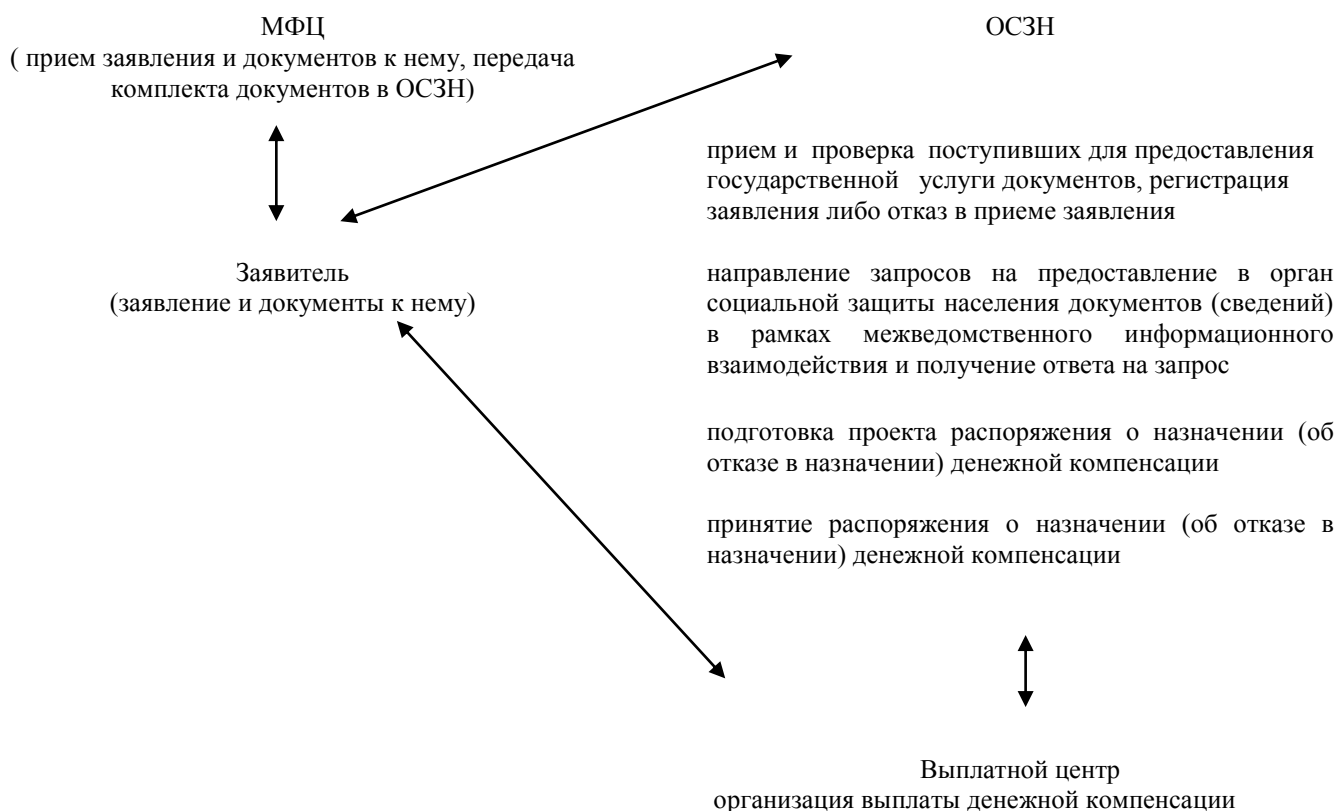 МФЦ
( прием заявления и документов к нему, передача
комплекта документов в ОСЗН)
Заявитель
(заявление и документы к нему)
ОСЗН
прием и проверка поступивших для предоставления
государственной услуги документов, регистрация
заявления либо отказ в приеме заявления
направление запросов на предоставление в орган
социальной защиты населения документов (сведений)
в рамках межведомственного информационного
взаимодействия и получение ответа на запрос
подготовка проекта распоряжения о назначении (об
отказе в назначении) денежной компенсации
принятие распоряжения о назначении (об отказе в
назначении) денежной компенсации
Выплатной центр
организация выплаты денежной компенсации